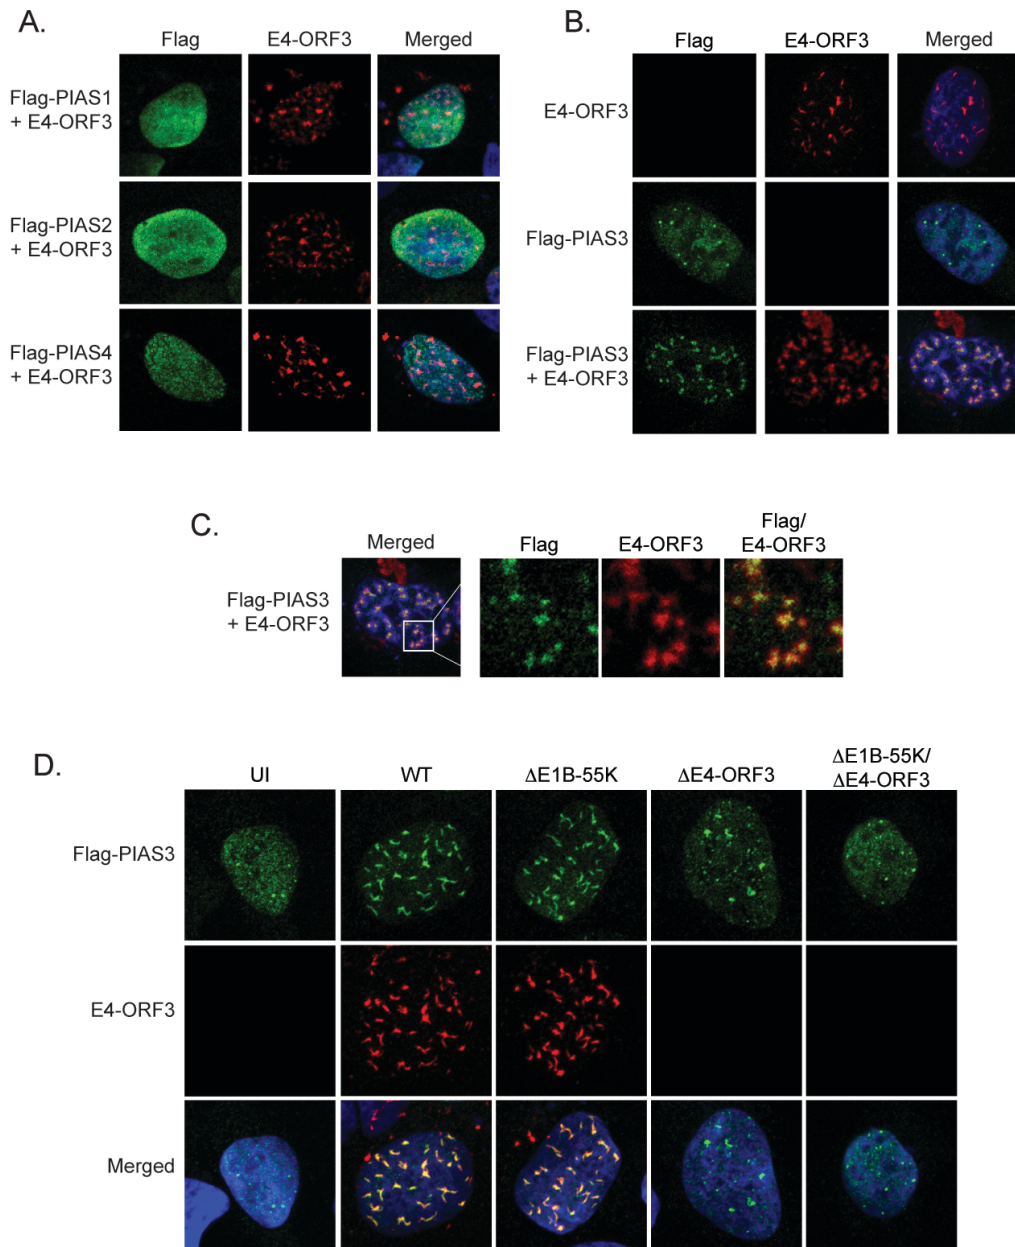 A.
Flag E4-ORF3 Merged
Flag-PIAS1
+ E4-ORF3
Flag-PIAS2
+ E4-ORF3
Flag-PIAS4
+ E4-ORF3
B.
Flag E4-ORF3 Merged
E4-ORF3
Flag-PIAS3
Flag-PIAS3
+ E4-ORF3
C.
Merged
Flag
E4-ORF3
Flag/
E4-ORF3
Flag-PIAS3
+ E4-ORF3
D.
UI
WT
ΔE1B-55K
ΔE4-ORF3
ΔE1B-55K/
ΔE4-ORF3
Flag-PIAS3
E4-ORF3
Merged